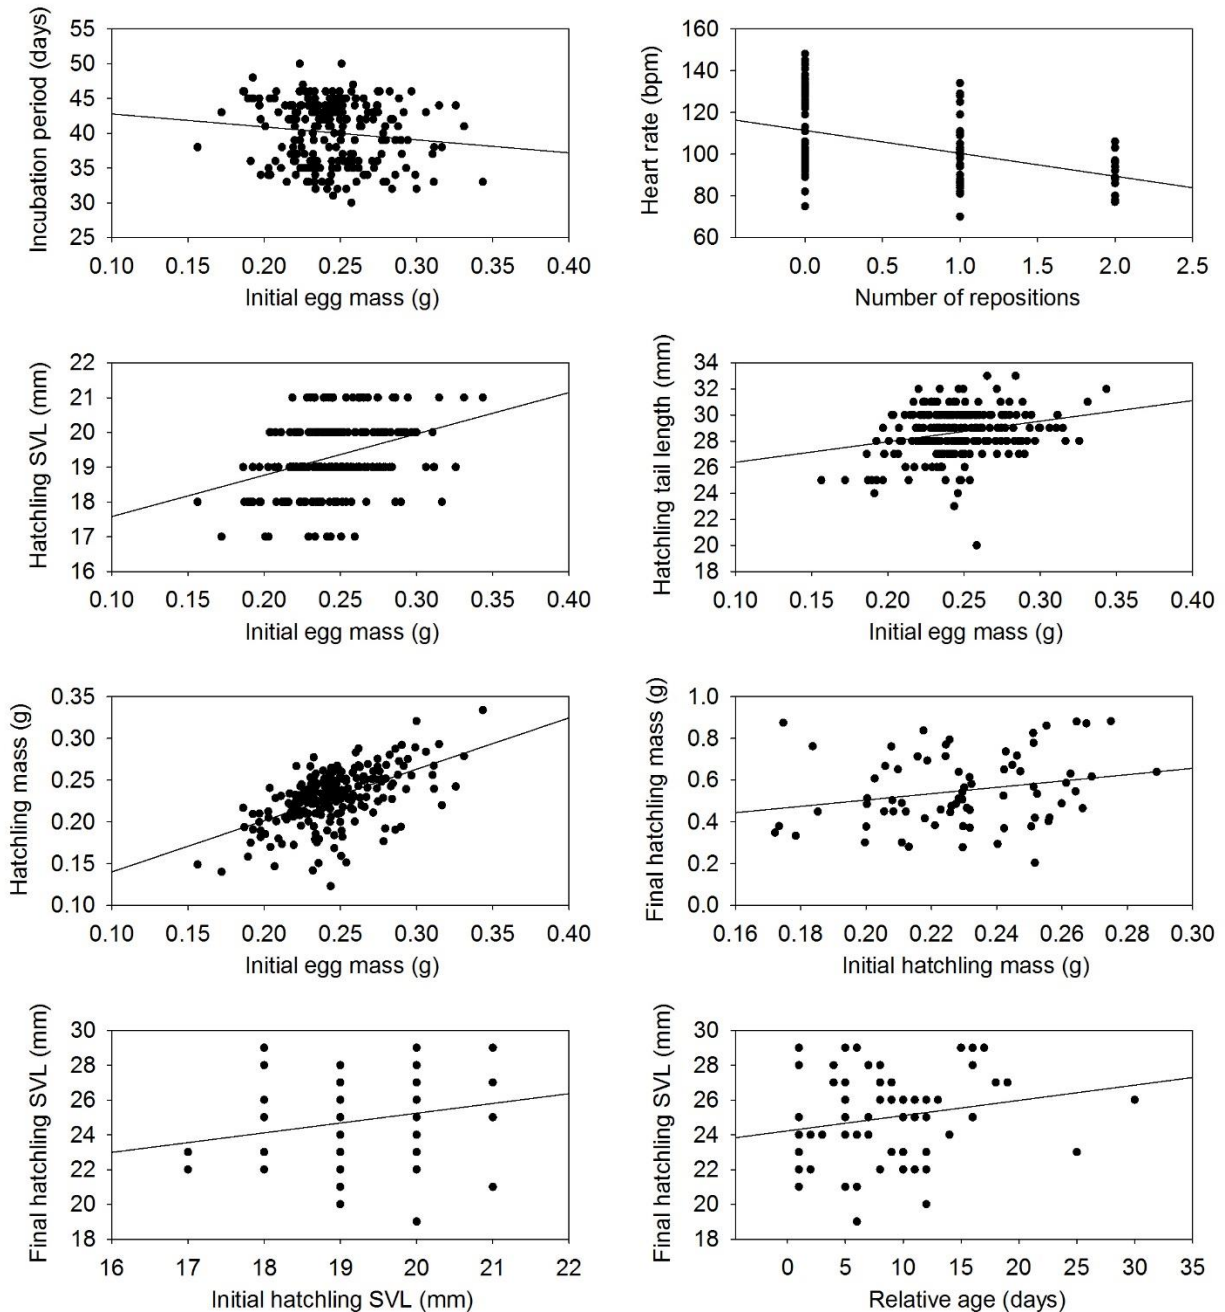 Incubation period (days)
55
50
45
40
35
30
25
0.10 0.15 0.20 0.25 0.30 0.35 0.40
Initial egg mass (g)
Heart rate (bpm)
160
140
120
100
80
60
0.0 0.5 1.0 1.5 2.0 2.5
Number of repositions
Hatchling SVL (mm)
22
21
20
19
18
17
16
0.10 0.15 0.20 0.25 0.30 0.35 0.40
Initial egg mass (g)
Hatchling tail length (mm)
34
32
30
28
26
24
22
20
18
0.10 0.15 0.20 0.25 0.30 0.35 0.40
Initial egg mass (g)
Hatchling mass (g)
0.35
0.30
0.25
0.20
0.15
0.10
0.10 0.15 0.20 0.25 0.30 0.35 0.40
Initial egg mass (g)
Final hatchling mass (g)
1.0
0.8
0.6
0.4
0.2
0.0
0.16 0.18 0.20 0.22 0.24 0.26 0.28 0.30
Initial hatchling mass (g)
Final hatchling SVL (mm)
30
28
26
24
22
20
18
16 17 18 19 20 21 22
Initial hatchling SVL (mm)
Final hatchling SVL (mm)
30
28
26
24
22
20
18
0 5 10 15 20 25 30 35
Relative age (days)